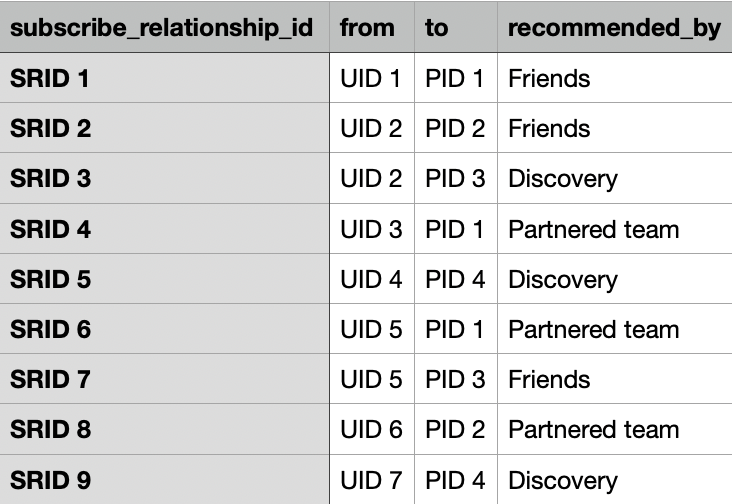 subscribe_relationship_id from to recommended_by
SRID 1 UID 1 PID 1 Friends
SRID 2 UID 2 PID 2 Friends
SRID 3 UID 2 PID 3 Discovery
SRID 4 UID 3 PID 1 Partnered team
SRID 5 UID 4 PID 4 Discovery
SRID 6 UID 5 PID 1 Partnered team
SRID 7 UID 5 PID 3 Friends
SRID 8 UID 6 PID 2 Partnered team
SRID 9 UID 7 PID 4 Discovery